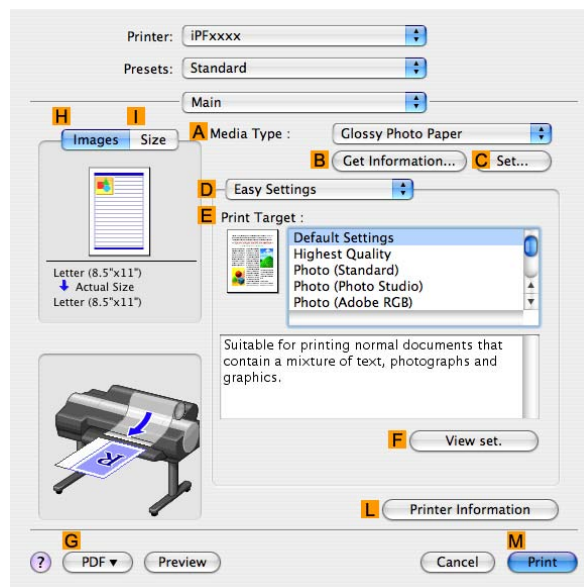 Printer: iPFxxxx
Presets: Standard
Main
H I
Images Size
A Media Type : Glossy Photo Paper
B Get Information... C Set...
D Easy Settings
E Print Target :
Default Settings
Highest Quality
Photo (Standard)
Photo (Photo Studio)
Photo (Adobe RGB)
Letter (8.5"x11")
Actual Size
Letter (8.5"x11")
Suitable for printing normal documents that
contain a mixture of text, photographs and
graphics.
R
F View set.
L Printer Information
G M
? PDF▼ Preview Cancel Print